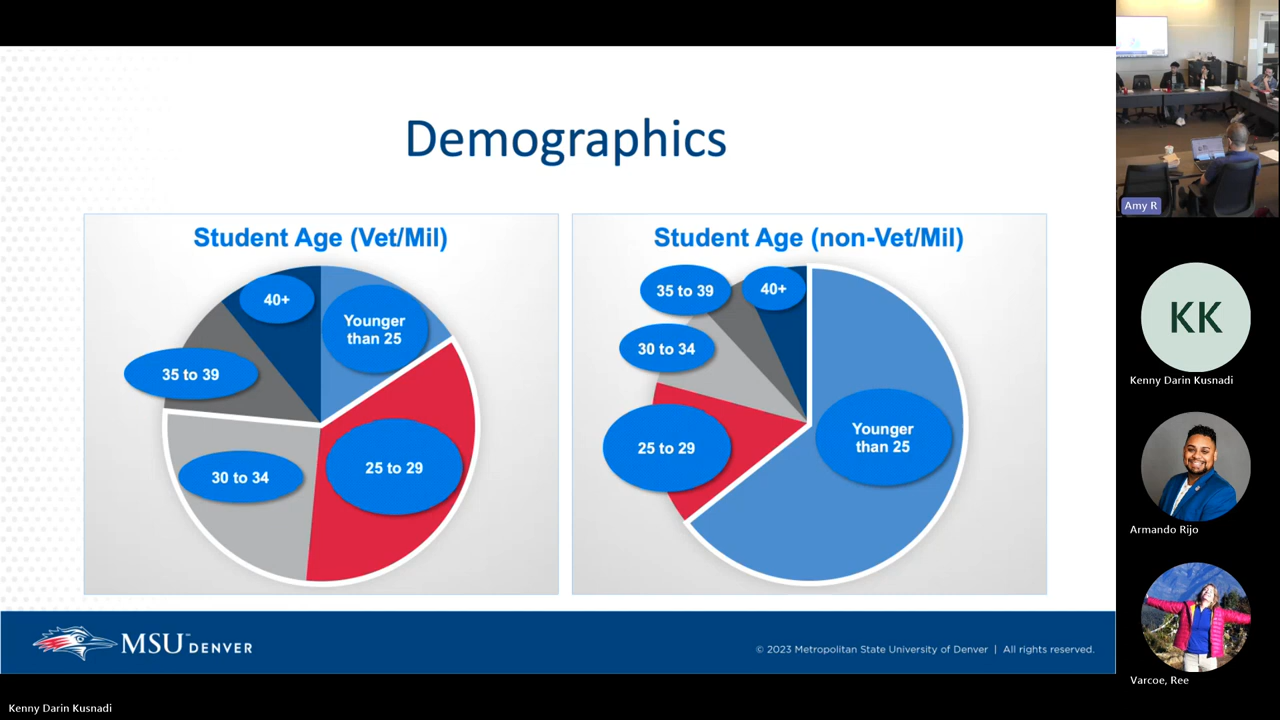 Demographics
Student Age (Vet/Mil)
40+
Younger
than 25
35 to 39
30 to 34
25 to 29
Student Age (non-Vet/Mil)
35 to 39
40+
30 to 34
25 to 29
Younger
than 25
MSU DENVER
© 2023 Metropolitan State University of Denver | All rights reserved.
Amy R
KK
Kenny Darin Kusnadi
Armando Rijo
Varcoe, Ree
Kenny Darin Kusnadi